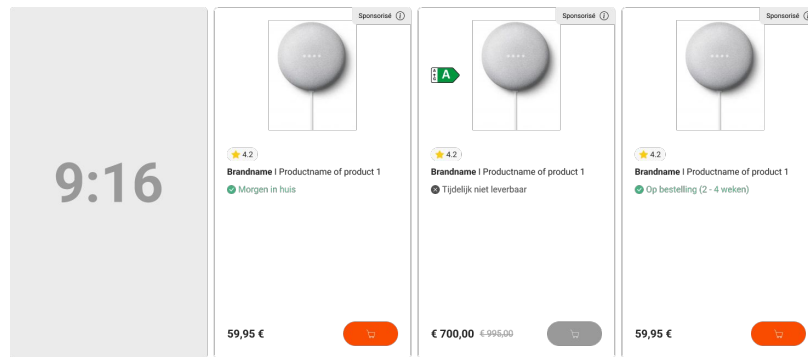 9:16
Sponsorisé
4.2
Brandname I Productname of product 1
Morgen in huis
59,95 €
Sponsorisé
A
4.2
Brandname I Productname of product 1
Tijdelijk niet leverbaar
€ 700,00 € 995,00
Sponsorisé
4.2
Brandname I Productname of product 1
Op bestelling (2 - 4 weken)
59,95 €